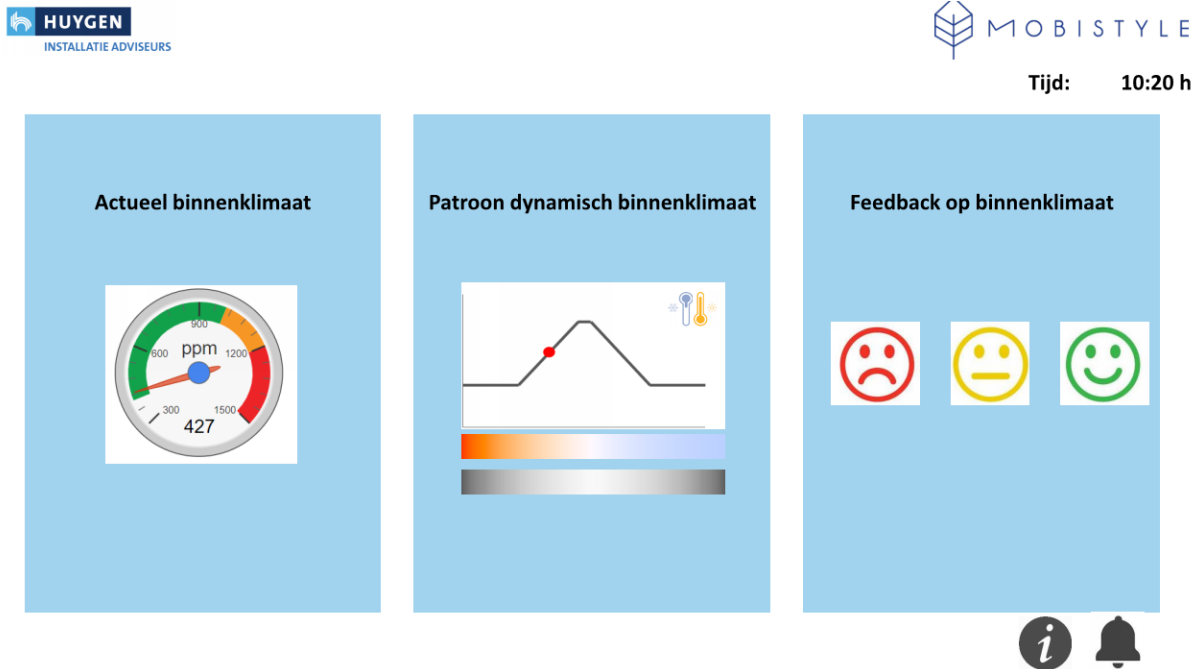 HUYGEN
INSTALLATIE ADVISEURS
MOBISTYLE
Tijd: 10:20 h
Actueel binnenklimaat
Patroon dynamisch binnenklimaat
Feedback op binnenklimaat
900
ppm
600
1200
300
1500
427
i